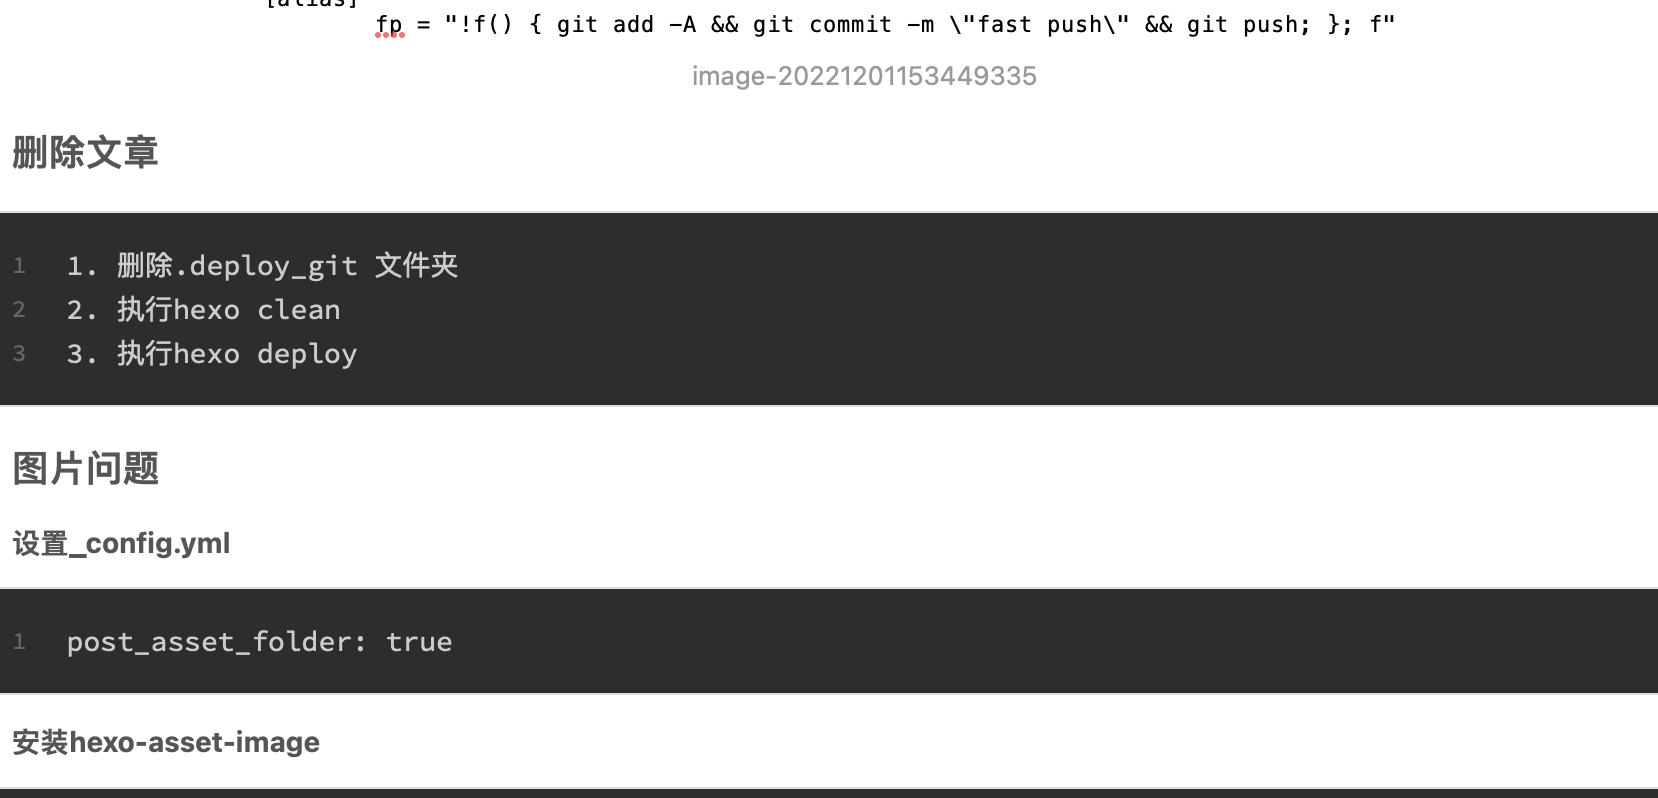 [alias]
fp = "!f() { git add -A && git commit -m \"fast push\" && git push; }; f"
image-20221201153449335
删除文章
1 1. 删除.deploy_git 文件夹
2 2. 执行hexo clean
3 3. 执行hexo deploy
图片问题
设置_config.yml
1 post_asset_folder: true
安装hexo-asset-image